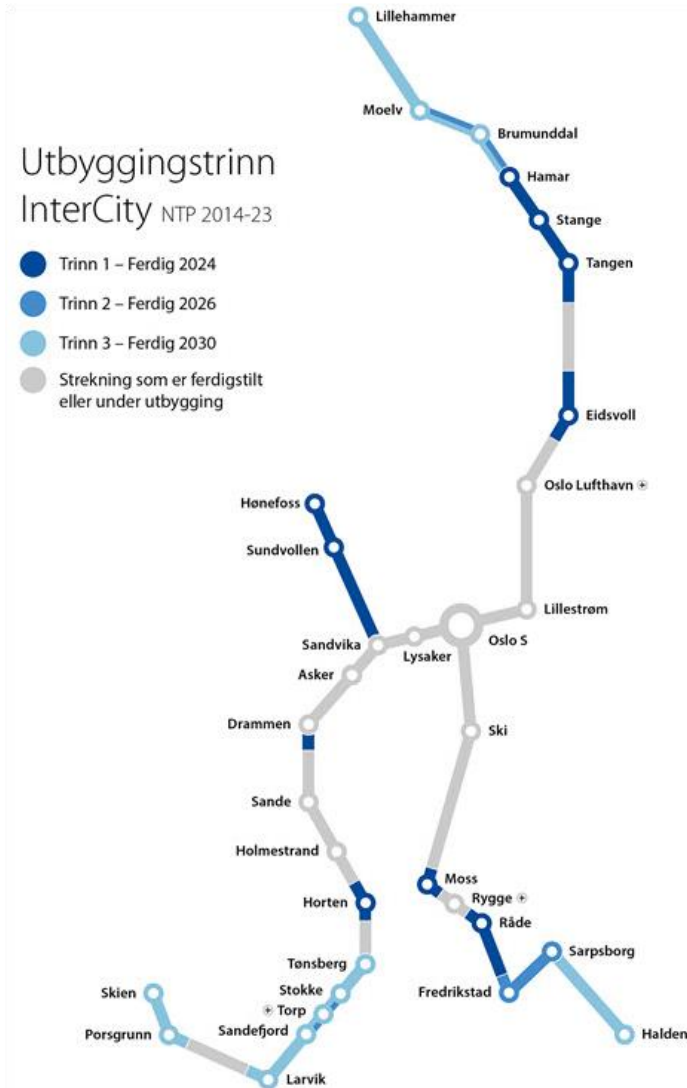 Lillehammer
Moelv
Brumunddal
Utbyggingstrinn
InterCity NTP 2014-23
Hamar
Stange
Trinn 1 – Ferdig 2024
Tangen
Trinn 2 – Ferdig 2026
Trinn 3 – Ferdig 2030
Strekning som er ferdigstilt
eller under utbygging
Eidsvoll
Oslo Lufthavn
Hønefoss
Sundvollen
Lillestrøm
Sandvika
Oslo S
Lysaker
Asker
Drammen
Ski
Sande
Holmestrand
Moss
Rygge
Horten
Råde
Sarpsborg
Tønsberg
Stokke
Skien
Fredrikstad
Torp
Sandefjord
Porsgrunn
Halden
Larvik